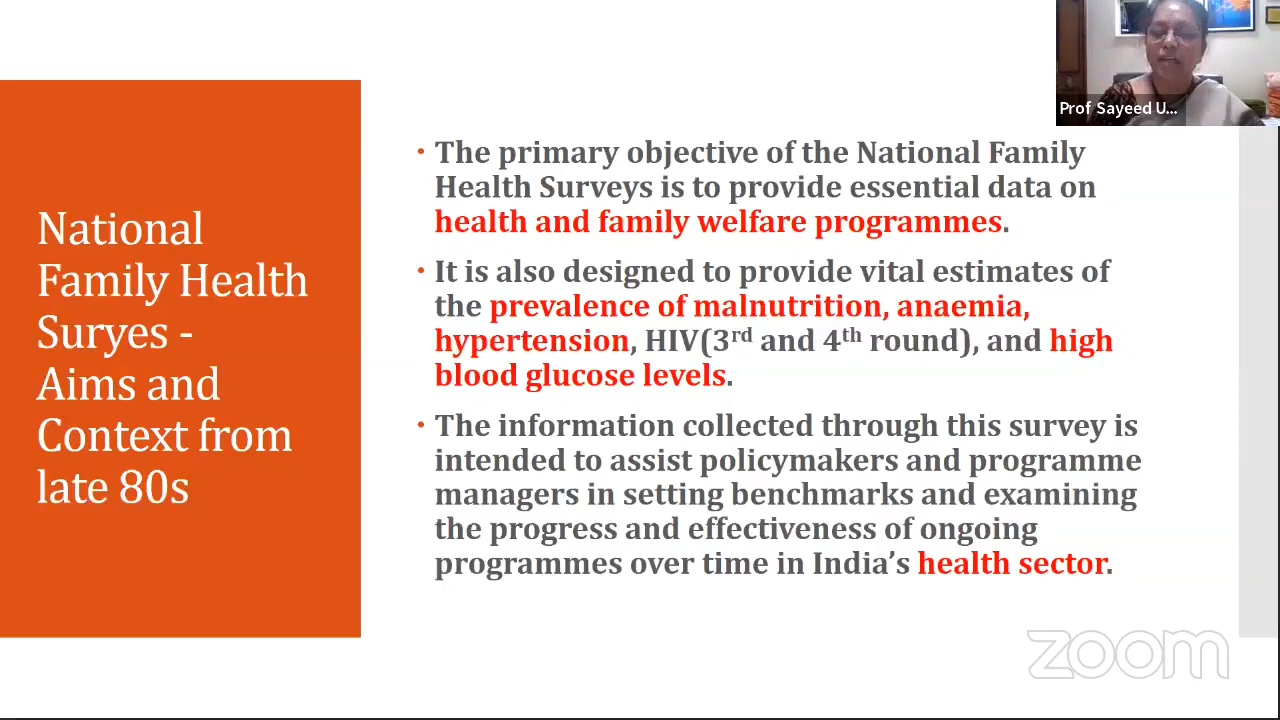 Prof Sayeed U...
National
Family Health
Suryes -
Aims and
Context from
late 80s
• The primary objective of the National Family
Health Surveys is to provide essential data on
health and family welfare programmes.
• It is also designed to provide vital estimates of
the prevalence of malnutrition, anaemia,
hypertension, HIV(3rd and 4th round), and high
blood glucose levels.
• The information collected through this survey is
intended to assist policymakers and programme
managers in setting benchmarks and examining
the progress and effectiveness of ongoing
programmes over time in India’s health sector.
zoom